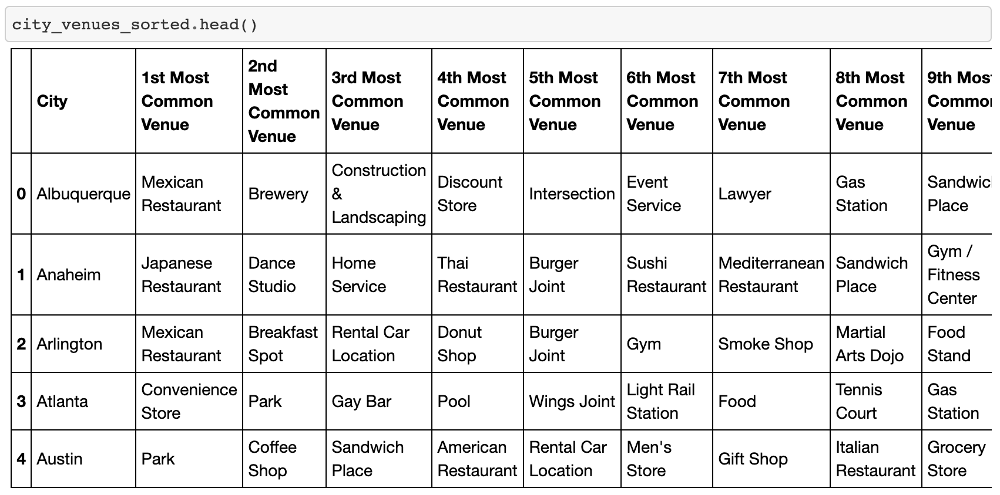 city_venues_sorted.head()
City | 1st Most Common Venue | 2nd Most Common Venue | 3rd Most Common Venue | 4th Most Common Venue | 5th Most Common Venue | 6th Most Common Venue | 7th Most Common Venue | 8th Most Common Venue | 9th Most Common Venue
0 | Albuquerque | Mexican Restaurant | Brewery | Construction & Landscaping | Discount Store | Intersection | Event Service | Lawyer | Gas Station | Sandwich Place
1 | Anaheim | Japanese Restaurant | Dance Studio | Home Service | Thai Restaurant | Burger Joint | Sushi Restaurant | Mediterranean Restaurant | Sandwich Place | Gym / Fitness Center
2 | Arlington | Mexican Restaurant | Breakfast Spot | Rental Car Location | Donut Shop | Burger Joint | Gym | Smoke Shop | Martial Arts Dojo | Food Stand
3 | Atlanta | Convenience Store | Park | Gay Bar | Pool | Wings Joint | Light Rail Station | Food | Tennis Court | Gas Station
4 | Austin | Park | Coffee Shop | Sandwich Place | American Restaurant | Rental Car Location | Men's Store | Gift Shop | Italian Restaurant | Grocery Store